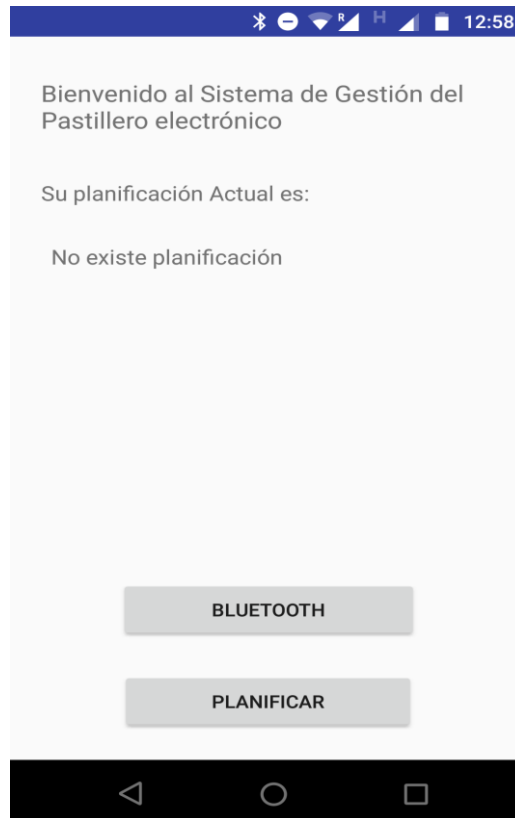 R H 12:58
Bienvenido al Sistema de Gestión del
Pastillero electrónico
Su planificación Actual es:
No existe planificación
BLUETOOTH
PLANIFICAR